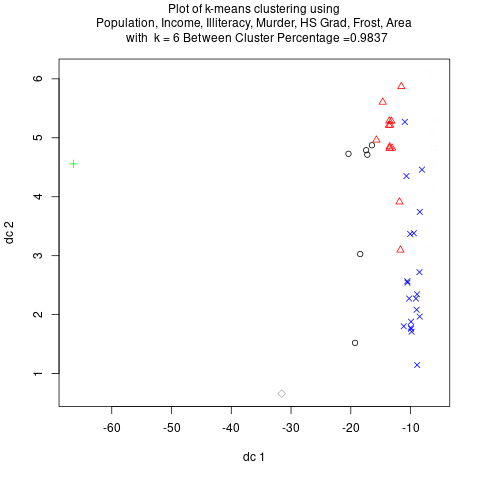 Plot of k-means clustering using
Population, Income, Illiteracy, Murder, HS Grad, Frost, Area
with k = 6 Between Cluster Percentage =0.9837
6
5
4
3
2
1
dc 2
-60 -50 -40 -30 -20 -10
dc 1